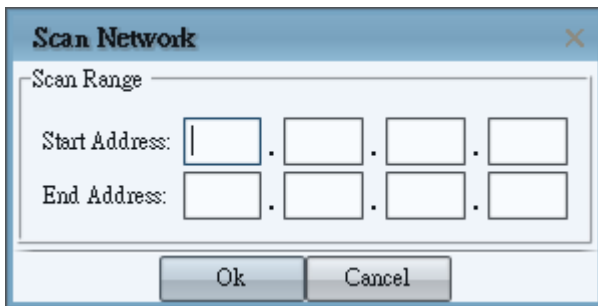 Scan Network
Scan Range
Start Address: . . .
End Address: . . .
Ok Cancel